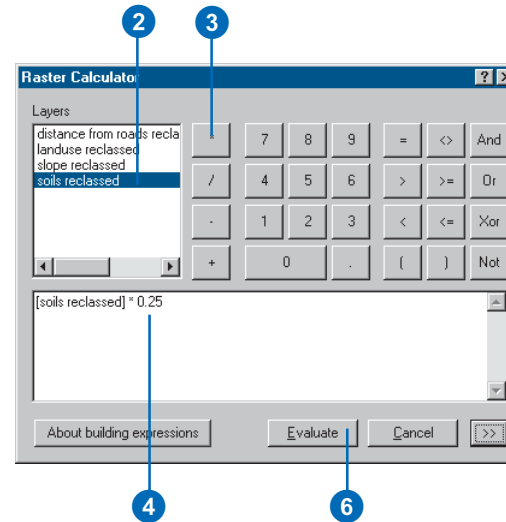 2 3
Raster Calculator ?
Layers
distance from roads recla
landuse reclassed
slope reclassed
soils reclassed
* 7 8 9 = <> And
/ 4 5 6 > >= Or
- 1 2 3 < <= Xor
+ 0 . ( ) Not
[soils reclassed] * 0.25
About building expressions Evaluate Cancel >>
4 6